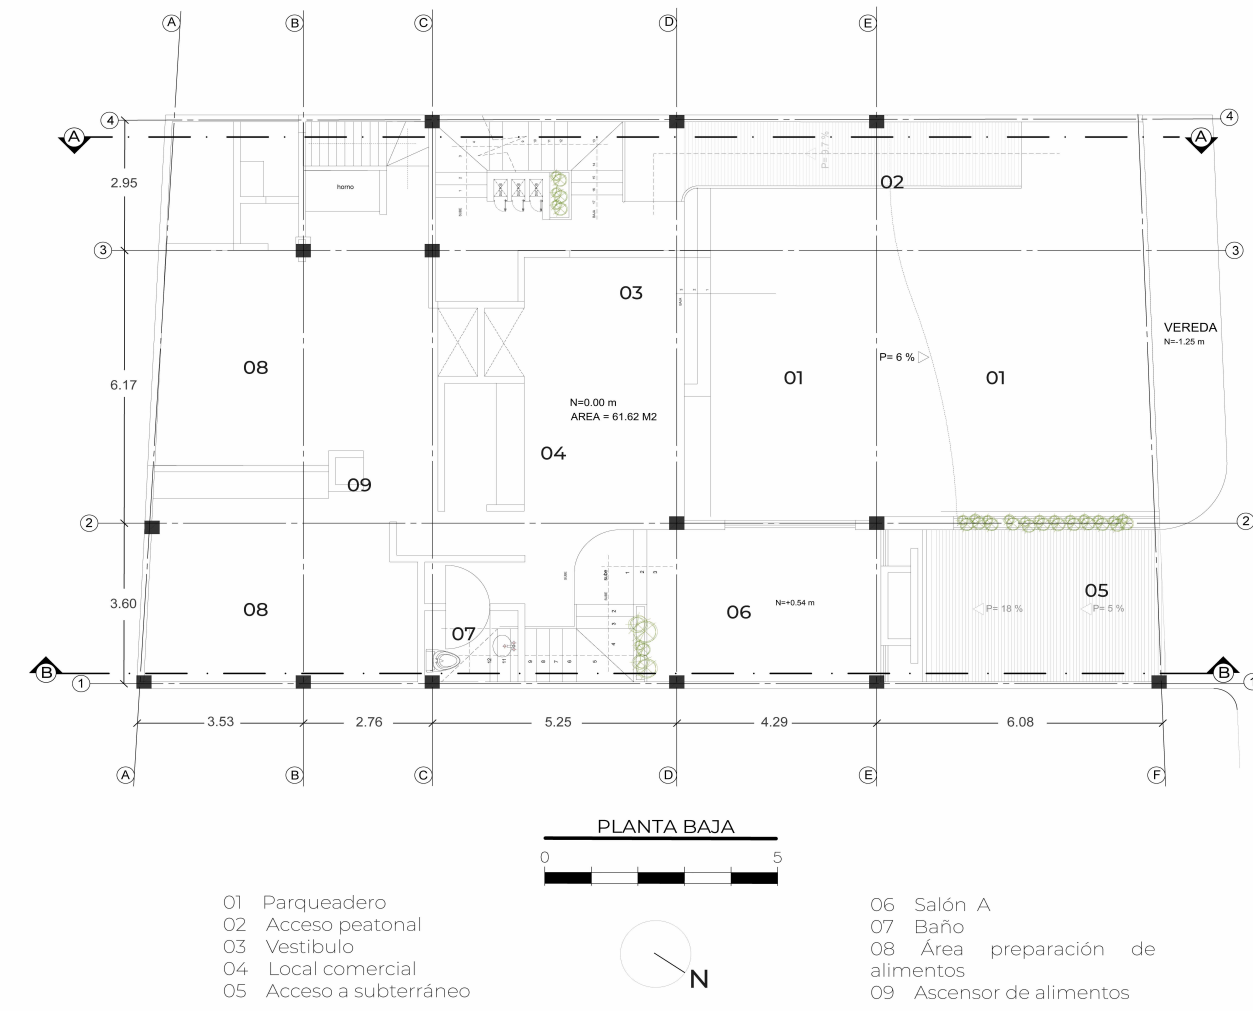 A B C D E
4 4
A A
P= 9.7 %
2.95
horno
02
3 3
03
VEREDA
N=-1.25 m
P= 6 %
08
01 01
6.17
N=0.00 m
AREA = 61.62 M2
04
09
2 2
3.60
08
07
06
N=+0.54 m
05
P= 18 % P= 5 %
B B
1 1
3.53 2.76 5.25 4.29 6.08
A B C D E F
PLANTA BAJA
0 5
01 Parqueadero
02 Acceso peatonal
03 Vestibulo
04 Local comercial
05 Acceso a subterráneo
N
06 Salón A
07 Baño
08 Área preparación de
alimentos
09 Ascensor de alimentos